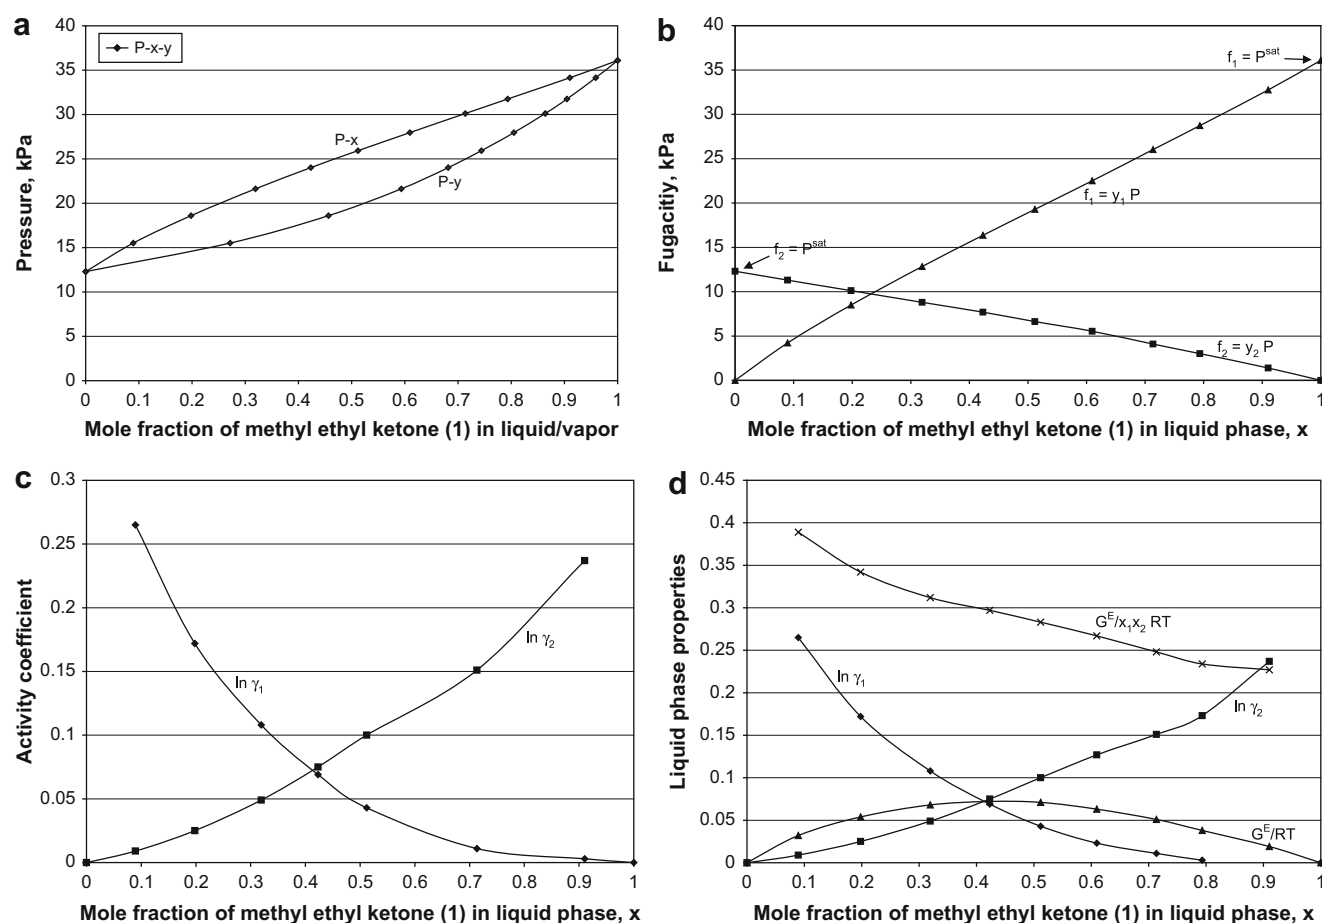 a
P-x-y
40
35
30
25
20
15
10
5
0
Pressure, kPa
P-x
P-y
0 0.1 0.2 0.3 0.4 0.5 0.6 0.7 0.8 0.9 1
Mole fraction of methyl ethyl ketone (1) in liquid/vapor
b
40
35
30
25
20
15
10
5
0
Fugacitiy, kPa
f₁ = Pˢᵃᵗ
f₁ = y₁ P
f₂ = Pˢᵃᵗ
f₂ = y₂ P
0 0.1 0.2 0.3 0.4 0.5 0.6 0.7 0.8 0.9 1
Mole fraction of methyl ethyl ketone (1) in liquid phase, x
c
0.3
0.25
0.2
0.15
0.1
0.05
0
Activity coefficient
ln γ₁
ln γ₂
0 0.1 0.2 0.3 0.4 0.5 0.6 0.7 0.8 0.9 1
Mole fraction of methyl ethyl ketone (1) in liquid phase, x
d
0.45
0.4
0.35
0.3
0.25
0.2
0.15
0.1
0.05
0
Liquid phase properties
Gᴱ/x₁x₂ RT
ln γ₁
ln γ₂
Gᴱ/RT
0 0.1 0.2 0.3 0.4 0.5 0.6 0.7 0.8 0.9 1
Mole fraction of methyl ethyl ketone (1) in liquid phase, x